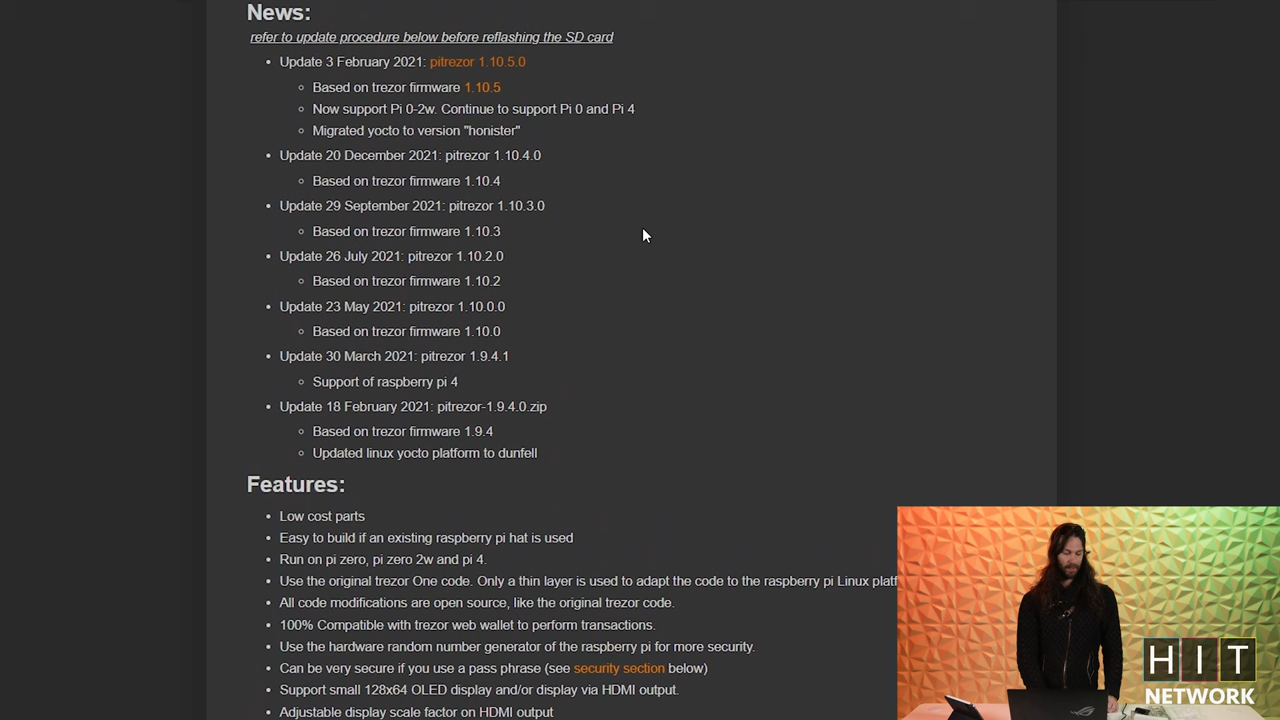 News:
refer to update procedure below before reflashing the SD card
Update 3 February 2021: pitrezor 1.10.5.0
Based on trezor firmware 1.10.5
Now support Pi 0-2w. Continue to support Pi 0 and Pi 4
Migrated yocto to version "honister"
Update 20 December 2021: pitrezor 1.10.4.0
Based on trezor firmware 1.10.4
Update 29 September 2021: pitrezor 1.10.3.0
Based on trezor firmware 1.10.3
Update 26 July 2021: pitrezor 1.10.2.0
Based on trezor firmware 1.10.2
Update 23 May 2021: pitrezor 1.10.0.0
Based on trezor firmware 1.10.0
Update 30 March 2021: pitrezor 1.9.4.1
Support of raspberry pi 4
Update 18 February 2021: pitrezor-1.9.4.0.zip
Based on trezor firmware 1.9.4
Updated linux yocto platform to dunfell
Features:
Low cost parts
Easy to build if an existing raspberry pi hat is used
Run on pi zero, pi zero 2w and pi 4.
Use the original trezor One code. Only a thin layer is used to adapt the code to the raspberry pi Linux platf
All code modifications are open source, like the original trezor code.
100% Compatible with trezor web wallet to perform transactions.
Use the hardware random number generator of the raspberry pi for more security.
Can be very secure if you use a pass phrase (see security section below)
Support small 128x64 OLED display and/or display via HDMI output.
Adjustable display scale factor on HDMI output
HIT
NETWORK